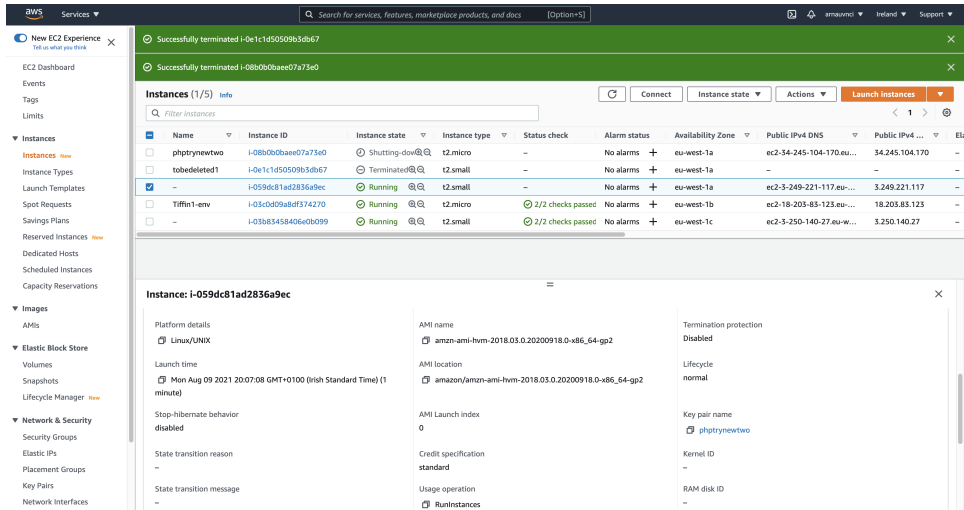 aws Services ▼ Search for services, features, marketplace products, and docs [Option+S] arnauvnci ▼ Ireland ▼ Support ▼
New EC2 Experience
Tell us what you think
Successfully terminated i-0e1c1d50509b3db67
Successfully terminated i-08b0b0baee07a73e0
EC2 Dashboard
Events
Tags
Limits
Instances
Instances New
Instance Types
Launch Templates
Spot Requests
Savings Plans
Reserved Instances New
Dedicated Hosts
Scheduled Instances
Capacity Reservations
Images
AMIs
Elastic Block Store
Volumes
Snapshots
Lifecycle Manager New
Network & Security
Security Groups
Elastic IPs
Placement Groups
Key Pairs
Network Interfaces
Instances (1/5) Info Connect Instance state ▼ Actions ▼ Launch instances ▼
Filter instances < 1 >
Name Instance ID Instance state Instance type Status check Alarm status Availability Zone Public IPv4 DNS Public IPv4 ... Ela
phptrynewtwo i-08b0b0baee07a73e0 Shutting-dow t2.micro – No alarms + eu-west-1a ec2-34-245-104-170.eu... 34.245.104.170 –
tobedeleted1 i-0e1c1d50509b3db67 Terminated t2.small – No alarms + eu-west-1a – – –
– i-059dc81ad2836a9ec Running t2.small – No alarms + eu-west-1a ec2-3-249-221-117.eu-... 3.249.221.117 –
Tiffin1-env i-03c0d09a8df374270 Running t2.micro 2/2 checks passed No alarms + eu-west-1b ec2-18-203-83-123.eu-... 18.203.83.123 –
– i-03b83458406e0b099 Running t2.small 2/2 checks passed No alarms + eu-west-1c ec2-3-250-140-27.eu-w... 3.250.140.27 –
Instance: i-059dc81ad2836a9ec
Platform details AMI name Termination protection
Linux/UNIX amzn-ami-hvm-2018.03.0.20200918.0-x86_64-gp2 Disabled
Launch time AMI location Lifecycle
Mon Aug 09 2021 20:07:08 GMT+0100 (Irish Standard Time) (1 amazon/amzn-ami-hvm-2018.03.0.20200918.0-x86_64-gp2 normal
minute)
Stop-hibernate behavior AMI Launch index Key pair name
disabled 0 phptrynewtwo
State transition reason Credit specification Kernel ID
– standard –
State transition message Usage operation RAM disk ID
– RunInstances –